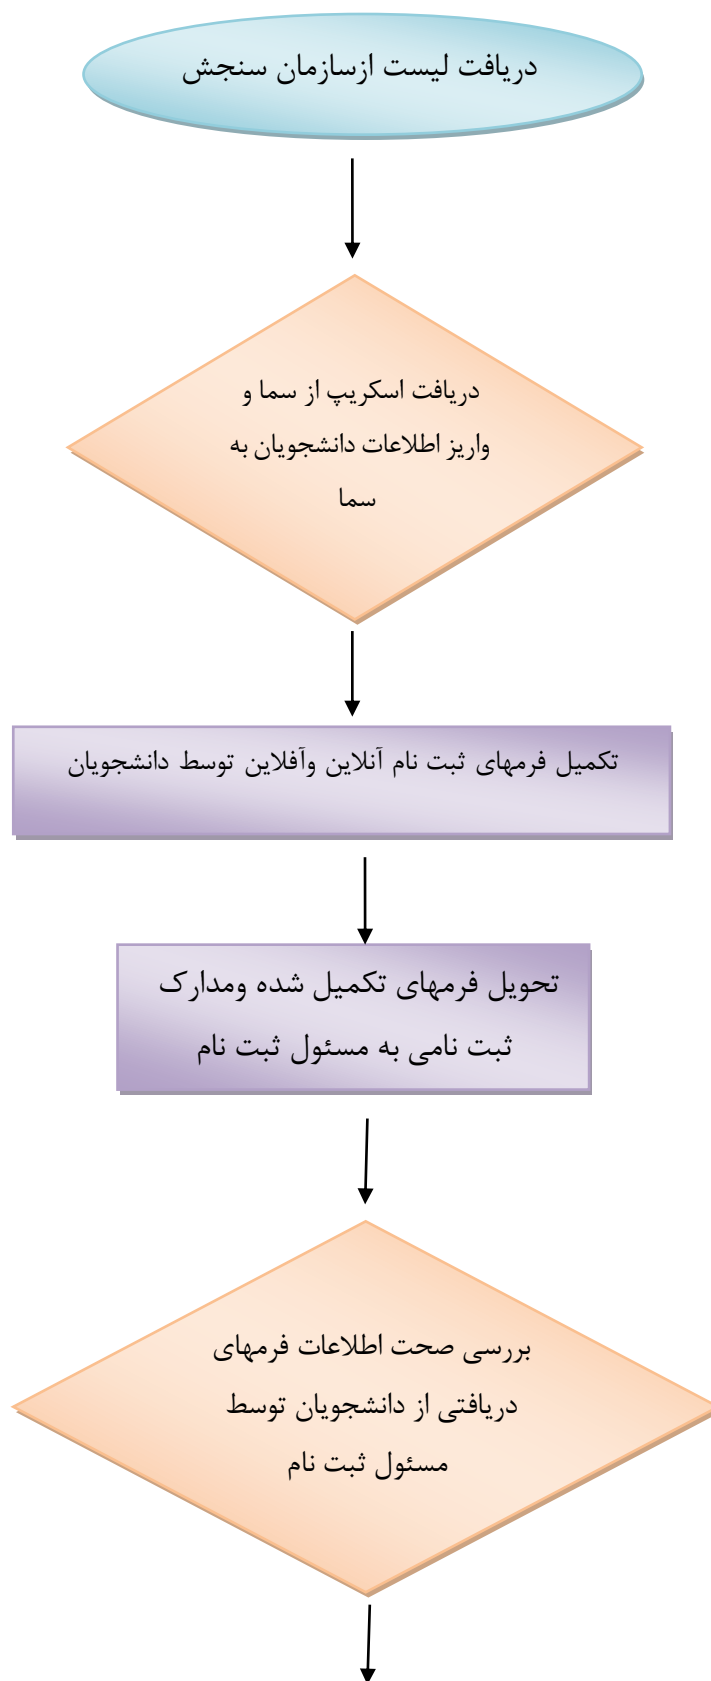 دریافت لیست ازسازمان سنجش
دریافت اسکریپ از سما و
واریز اطلاعات دانشجویان به
سما
تکمیل فرمهای ثبت نام آنلاین وآفلاین توسط دانشجویان
تحویل فرمهای تکمیل شده ومدارک
ثبت نامی به مسئول ثبت نام
بررسی صحت اطلاعات فرمهای
دریافتی از دانشجویان توسط
مسئول ثبت نام